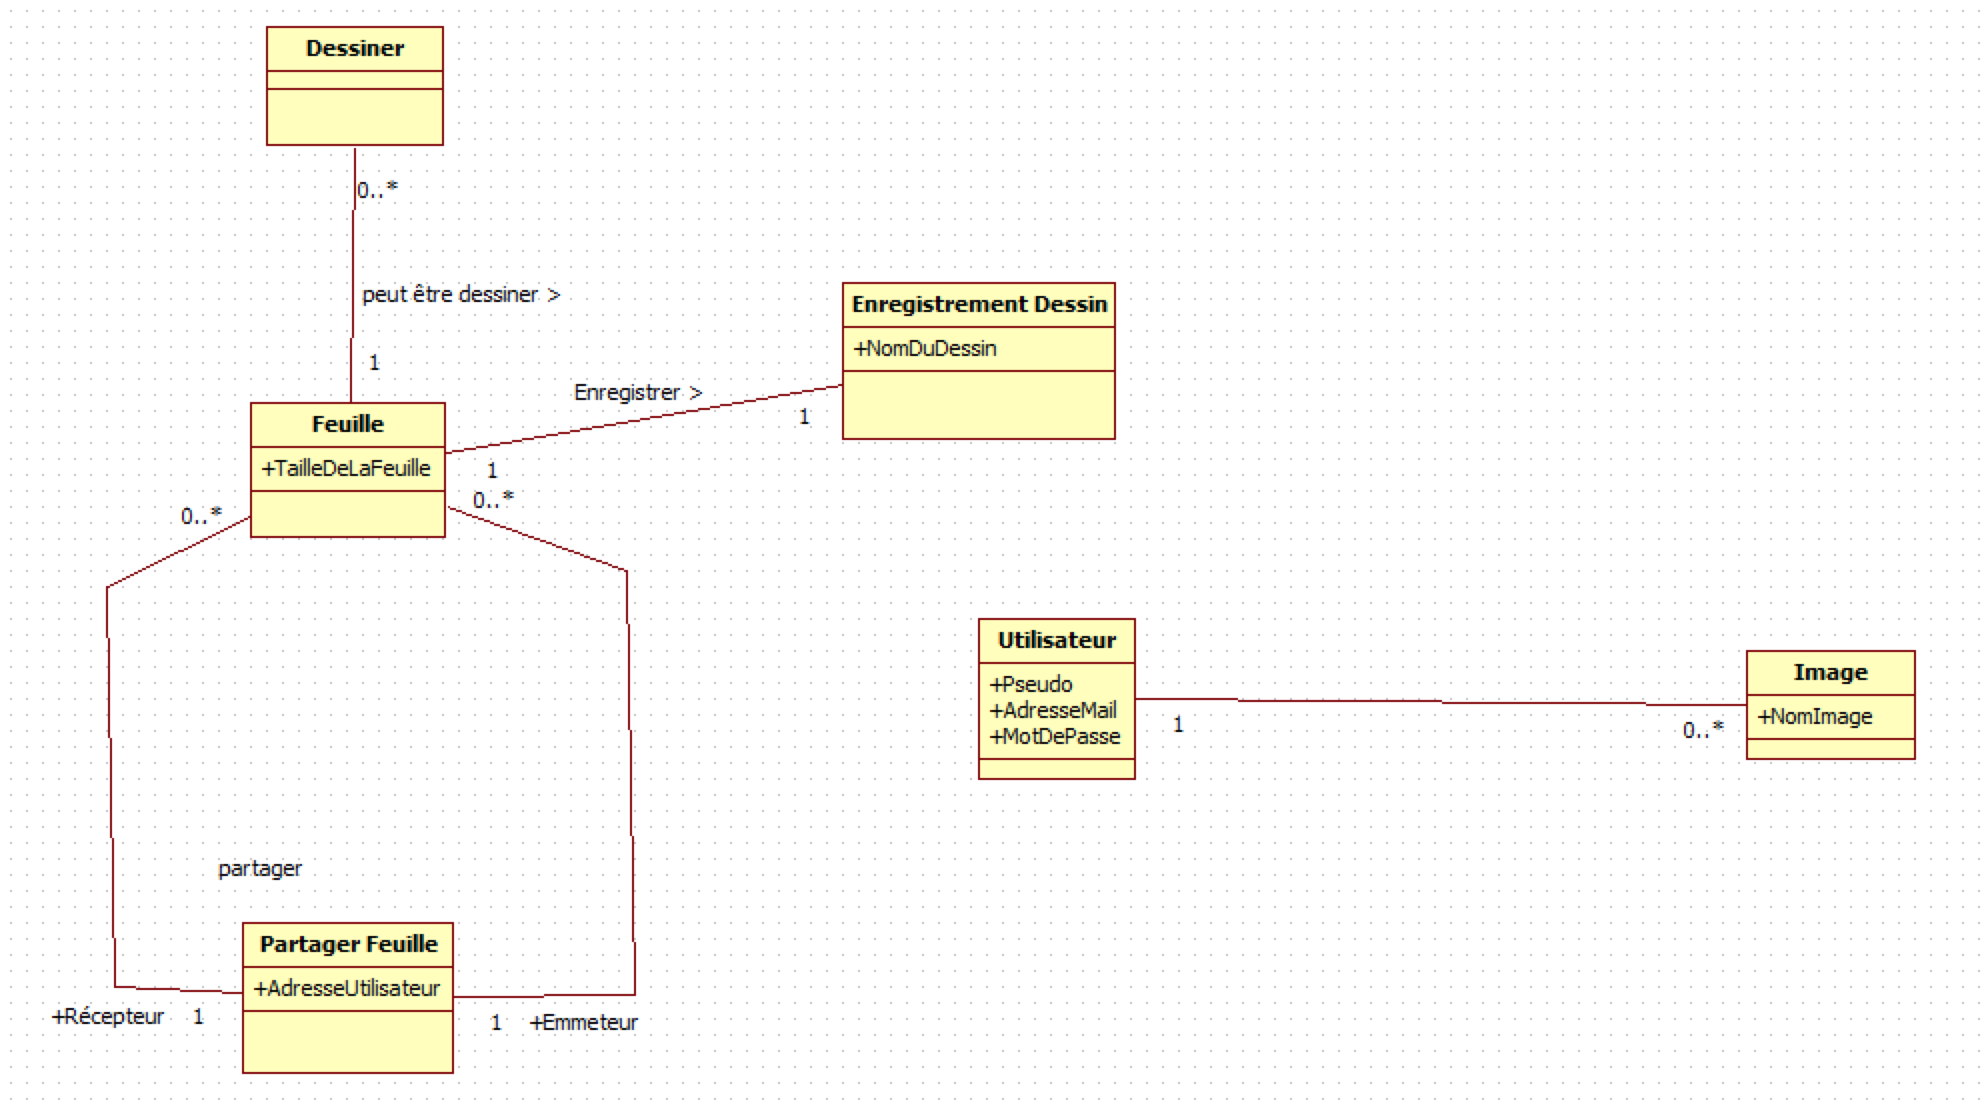 Dessiner
0..*
peut être dessiner >
1
Enregistrement Dessin
+NomDuDessin
Enregistrer >
1
Feuille
+TailleDeLaFeuille
1
0..*
0..*
Utilisateur
+Pseudo
+AdresseMail
+MotDePasse
1
0..*
Image
+NomImage
partager
Partager Feuille
+AdresseUtilisateur
+Récepteur 1
1 +Emmeteur